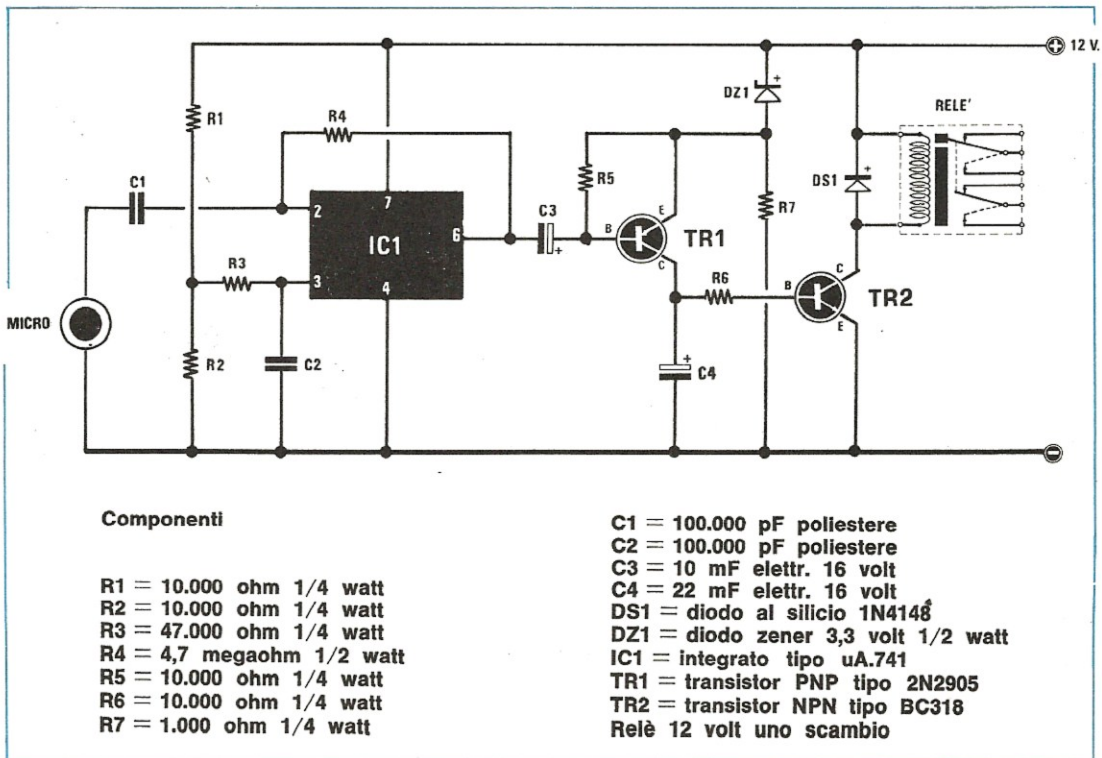 12 V.
DZ1
+
RELE'
R1
R4
C1
DS1
+
R5
R7
2
7
IC1
6
C3
+
B
E
C
TR1
R3
3
4
R6
B
C
E
TR2
MICRO
R2
C2
+
C4
Componenti
R1 = 10.000 ohm 1/4 watt
R2 = 10.000 ohm 1/4 watt
R3 = 47.000 ohm 1/4 watt
R4 = 4,7 megaohm 1/2 watt
R5 = 10.000 ohm 1/4 watt
R6 = 10.000 ohm 1/4 watt
R7 = 1.000 ohm 1/4 watt
C1 = 100.000 pF poliestere
C2 = 100.000 pF poliestere
C3 = 10 mF elettr. 16 volt
C4 = 22 mF elettr. 16 volt
DS1 = diodo al silicio 1N4148
DZ1 = diodo zener 3,3 volt 1/2 watt
IC1 = integrato tipo uA.741
TR1 = transistor PNP tipo 2N2905
TR2 = transistor NPN tipo BC318
Relè 12 volt uno scambio